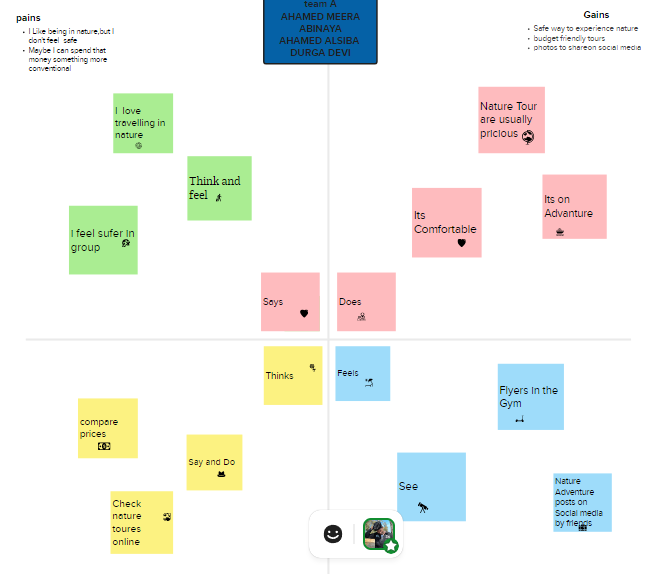 team A
AHAMED MEERA
ABINAYA
AHAMED ALSIBA
DURGA DEVI
pains
I Like being in nature,but I
don't feel safe
Maybe I can spend that
money something more
conventional
Gains
Safe way to experience nature
budget friendly tours
photos to shareon social media
I love
travelling in
nature
Think and
feel
I feel sufer in
group
Says
Nature Tour
are usually
pricious
Its
Comfortable
Its on
Advanture
Does
Thinks
compare
prices
Say and Do
Check
nature
toures
online
Feels
Flyers In the
Gym
See
Nature
Adventure
posts on
Social media
by friends